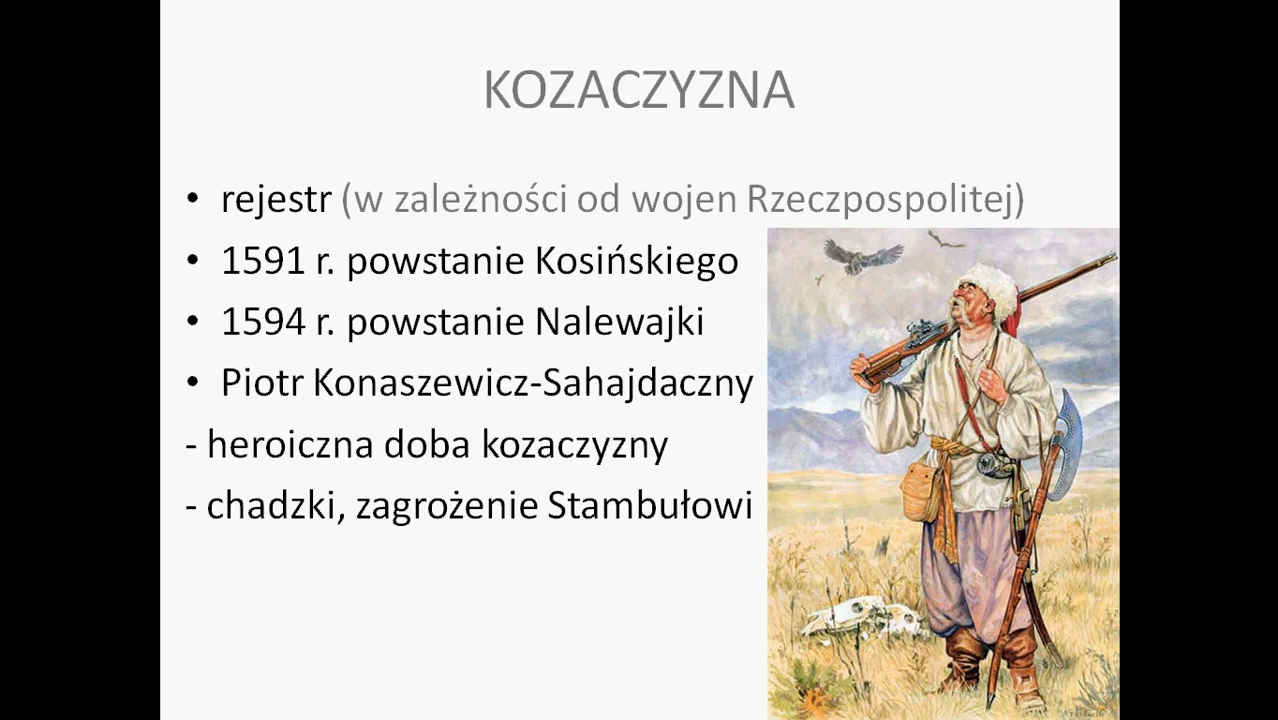 KOZACZYZNA
• rejestr (w zależności od wojen Rzeczpospolitej)
• 1591 r. powstanie Kosińskiego
• 1594 r. powstanie Nalewajki
• Piotr Konaszewicz-Sahajdaczny
- heroiczna doba kozaczyzny
- chadzki, zagrożenie Stambułowi